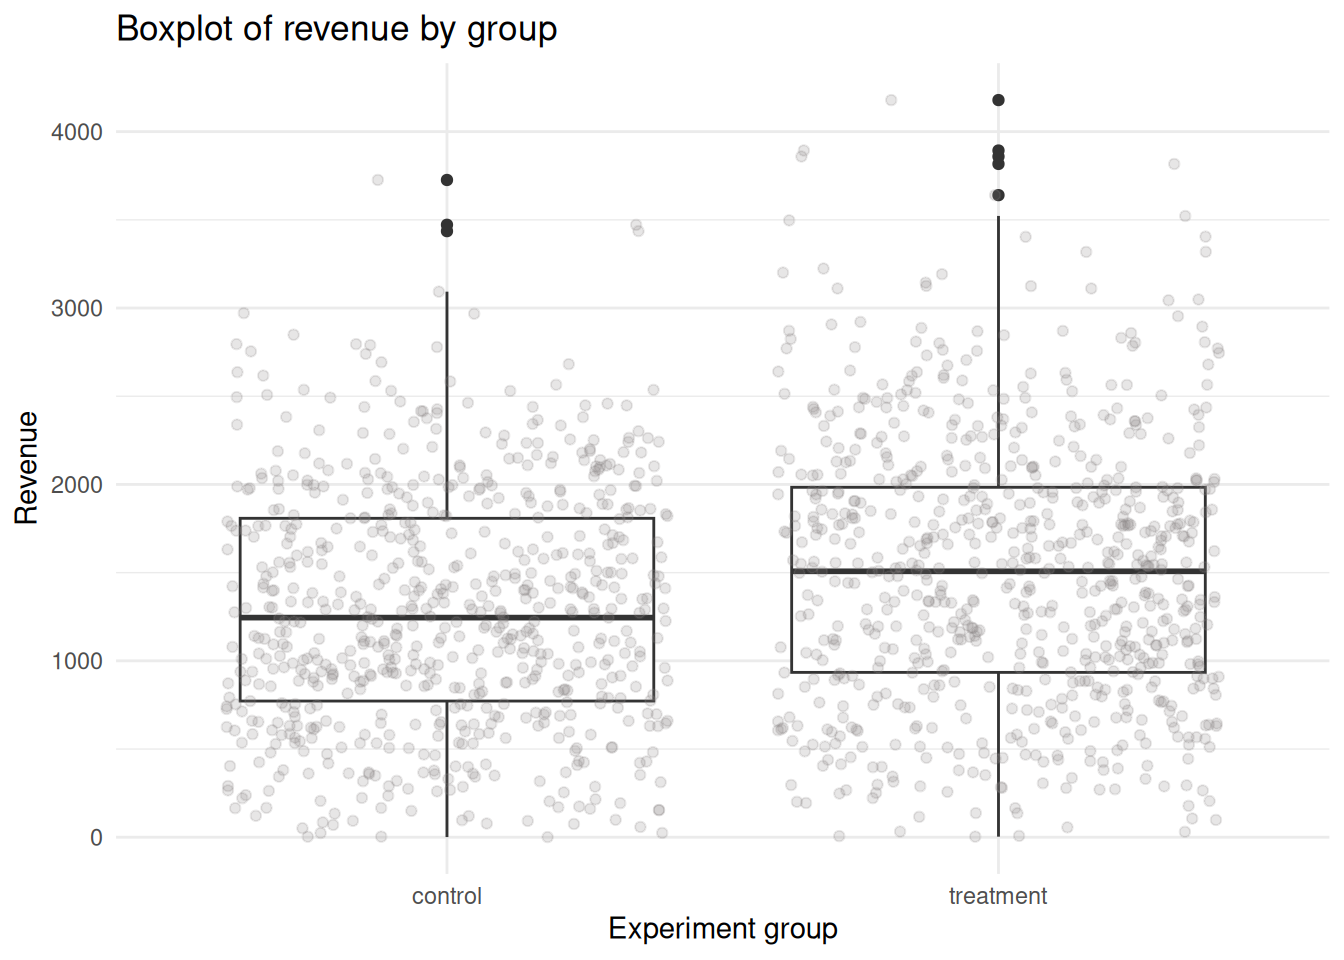 Boxplot of revenue by group
4000
3000
2000
1000
0
Revenue
control treatment
Experiment group